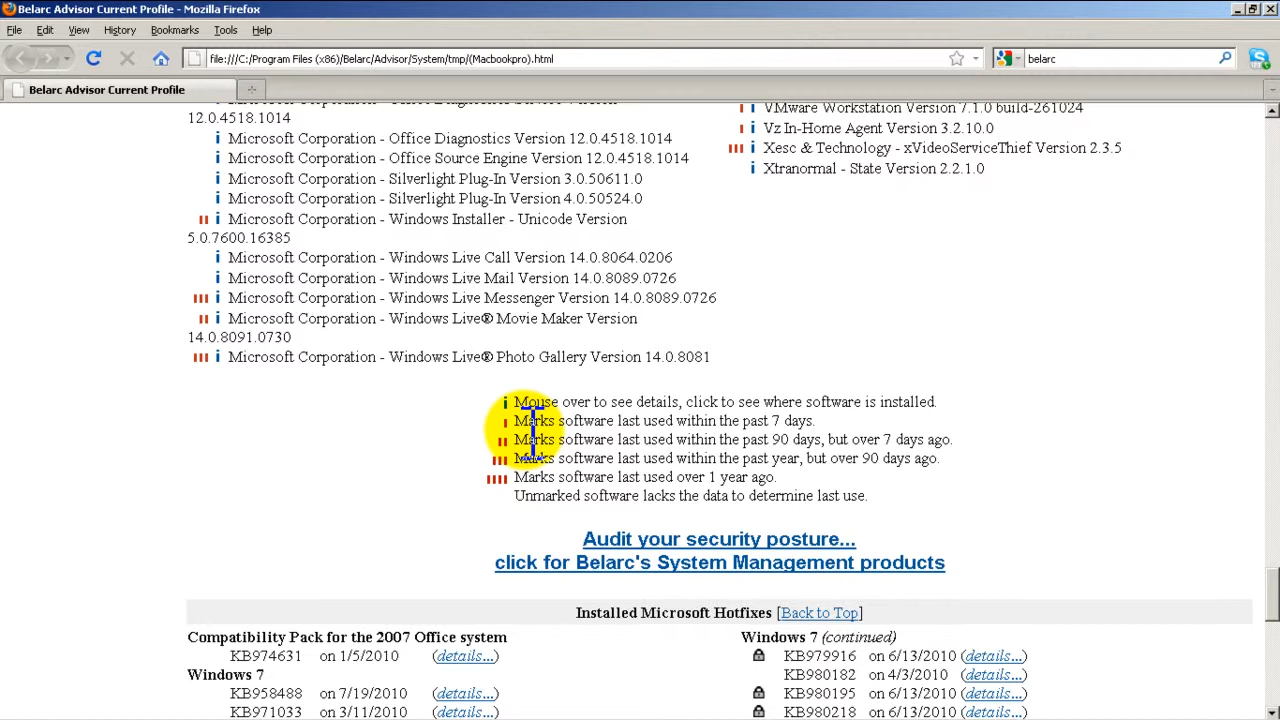 Belarc Advisor Current Profile - Mozilla Firefox
File Edit View History Bookmarks Tools Help
file:///C:/Program Files (x86)/Belarc/Advisor/System/tmp/(Macbookpro).html
belarc
Belarc Advisor Current Profile
Microsoft Corporation - Office Diagnostics Service Version
12.0.4518.1014
i Microsoft Corporation - Office Diagnostics Version 12.0.4518.1014
i Microsoft Corporation - Office Source Engine Version 12.0.4518.1014
i Microsoft Corporation - Silverlight Plug-In Version 3.0.50611.0
i Microsoft Corporation - Silverlight Plug-In Version 4.0.50524.0
i Microsoft Corporation - Windows Installer - Unicode Version
5.0.7600.16385
i Microsoft Corporation - Windows Live Call Version 14.0.8064.0206
i Microsoft Corporation - Windows Live Mail Version 14.0.8089.0726
i Microsoft Corporation - Windows Live Messenger Version 14.0.8089.0726
i Microsoft Corporation - Windows Live® Movie Maker Version
14.0.8091.0730
i Microsoft Corporation - Windows Live® Photo Gallery Version 14.0.8081
i VMware Workstation Version 7.1.0 build-261024
i Vz In-Home Agent Version 3.2.10.0
i Xesc & Technology - xVideoServiceThief Version 2.3.5
i Xtranormal - State Version 2.2.1.0
i Mouse over to see details, click to see where software is installed.
Marks software last used within the past 7 days.
Marks software last used within the past 90 days, but over 7 days ago.
Marks software last used within the past year, but over 90 days ago.
Marks software last used over 1 year ago.
Unmarked software lacks the data to determine last use.
Audit your security posture...
click for Belarc's System Management products
Installed Microsoft Hotfixes [Back to Top]
Compatibility Pack for the 2007 Office system
KB974631 on 1/5/2010 (details...)
Windows 7
KB958488 on 7/19/2010 (details...)
KB971033 on 3/11/2010 (details...)
Windows 7 (continued)
KB979916 on 6/13/2010 (details...)
KB980182 on 4/3/2010 (details...)
KB980195 on 6/13/2010 (details...)
KB980218 on 6/13/2010 (details...)